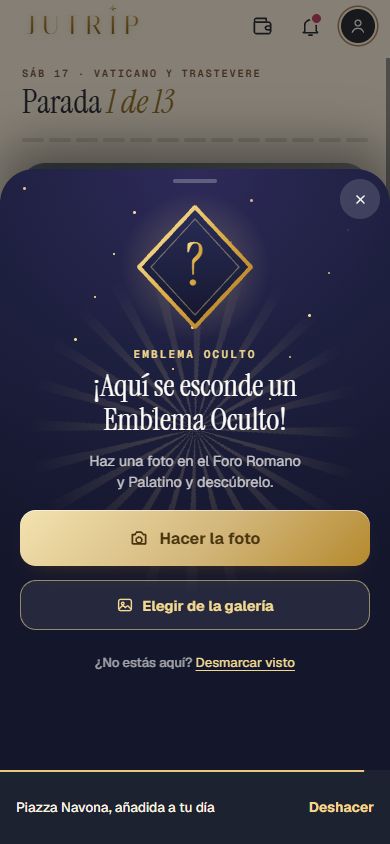 JUTRIP
SÁB 17 · VATICANO Y TRASTEVERE
Parada 1 de 13
?
EMBLEMA OCULTO
¡Aquí se esconde un
Emblema Oculto!
Haz una foto en el Foro Romano
y Palatino y descúbrelo.
Hacer la foto
Elegir de la galería
¿No estás aquí? Desmarcar visto
Piazza Navona, añadida a tu día
Deshacer